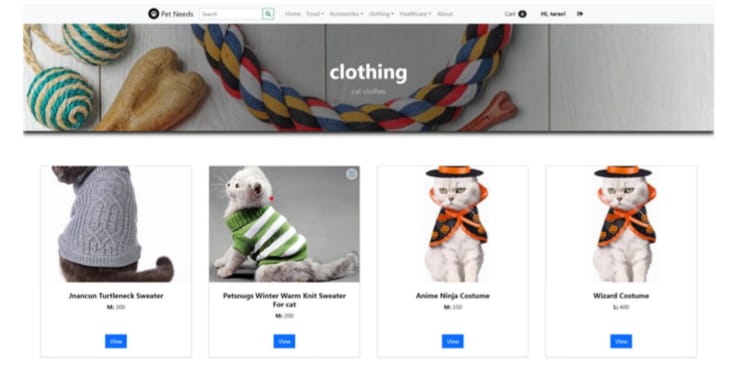 Pet Needs Search Home Food Accessories clothing Healthcare About Cart 0 Hi, terav!
clothing
cat clothes
Jnancun Turtleneck Sweater
M: 300
View
Petsnugs Winter Warm Knit Sweater
For cat
M: 200
View
Anime Ninja Costume
M: 350
View
Wizard Costume
L: 400
View